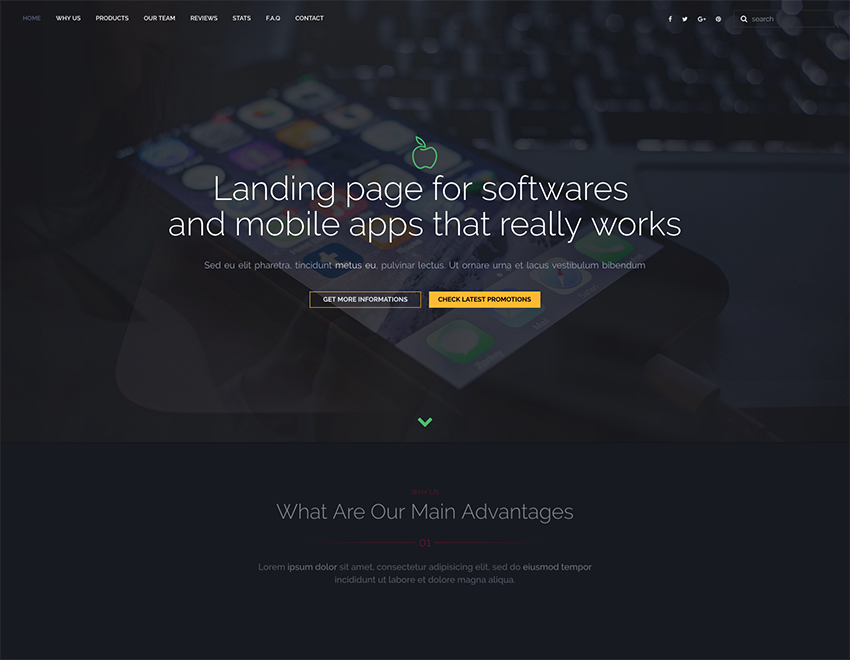 HOME WHY US PRODUCTS OUR TEAM REVIEWS STATS F.A.Q CONTACT search
Landing page for softwares
and mobile apps that really works
Sed eu elit pharetra, tincidunt metus eu, pulvinar lectus. Ut ornare urna et lacus vestibulum bibendum
GET MORE INFORMATIONS CHECK LATEST PROMOTIONS
WHY US
What Are Our Main Advantages
01
Lorem ipsum dolor sit amet, consectetur adipisicing elit, sed do eiusmod tempor
incididunt ut labore et dolore magna aliqua.